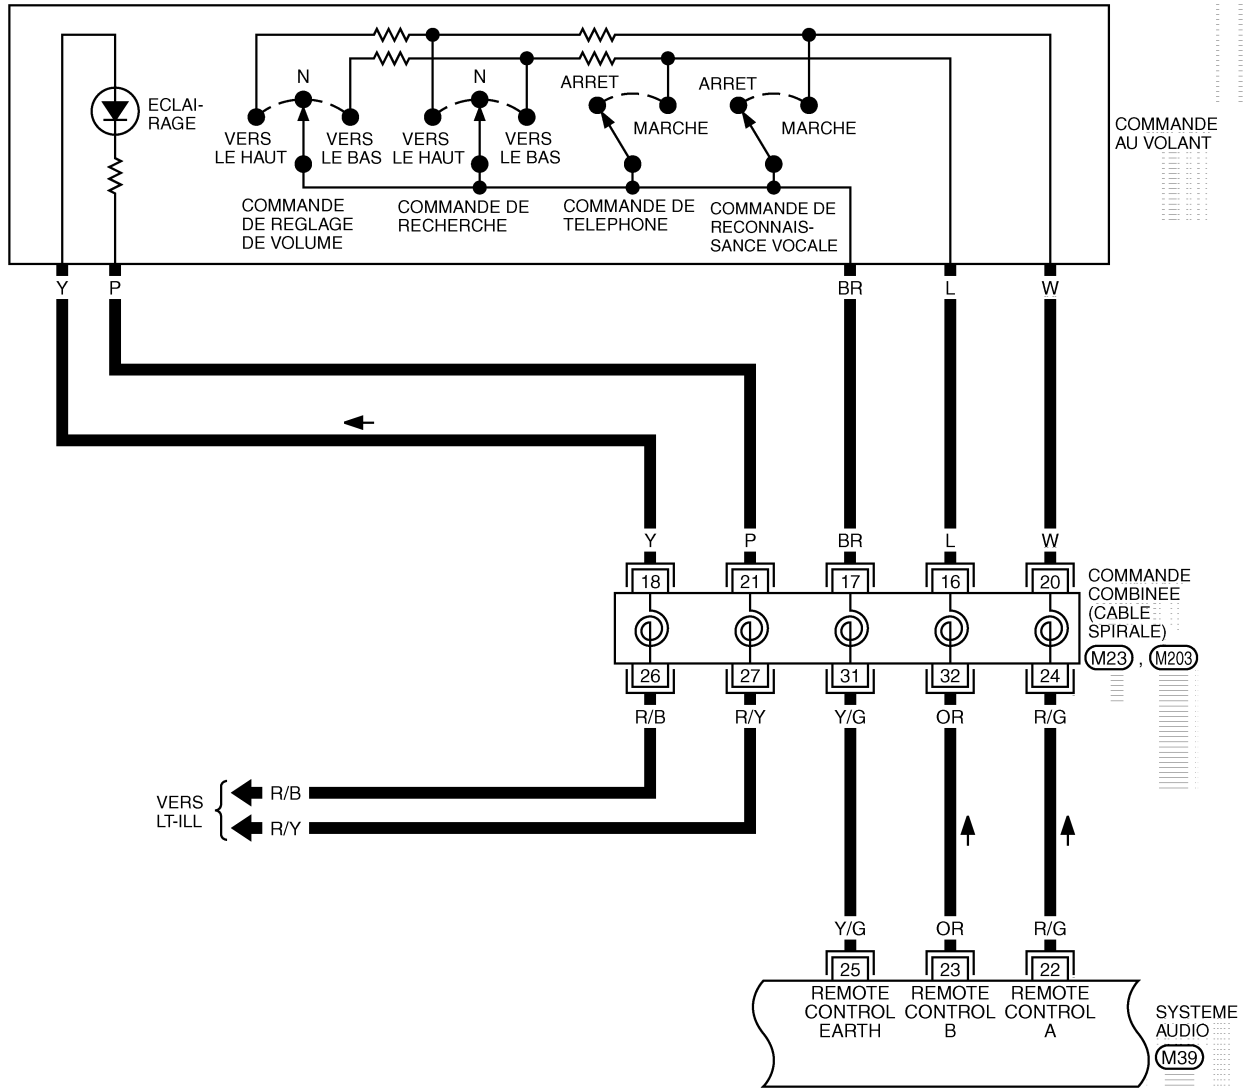 N
N
ECLAI-
RAGE
ARRET
ARRET
VERS
LE HAUT
VERS
LE BAS
VERS
LE HAUT
VERS
LE BAS
MARCHE
MARCHE
COMMANDE
AU VOLANT
COMMANDE
DE REGLAGE
DE VOLUME
COMMANDE DE
RECHERCHE
COMMANDE DE
TELEPHONE
COMMANDE DE
RECONNAIS-
SANCE VOCALE
Y P BR L W
Y P BR L W
18 21 17 16 20
COMMANDE
COMBINEE
(CABLE
SPIRALE)
M23 , M203
26 27 31 32 24
R/B R/Y Y/G OR R/G
VERS
LT-ILL
R/B
R/Y
Y/G OR R/G
25 23 22
REMOTE
CONTROL
EARTH
REMOTE
CONTROL
B
REMOTE
CONTROL
A
SYSTEME
AUDIO
M39